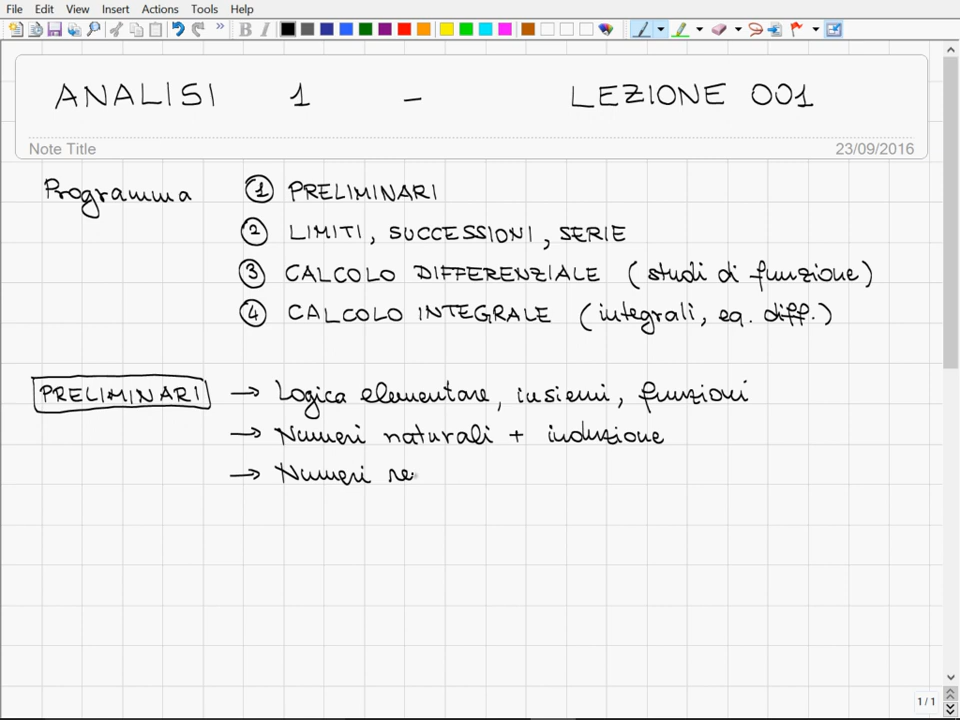 File Edit View Insert Actions Tools Help
ANALISI 1 - LEZIONE 001
Note Title 23/09/2016
Programma ① PRELIMINARI
② LIMITI, SUCCESSIONI, SERIE
③ CALCOLO DIFFERENZIALE (studi di funzione)
④ CALCOLO INTEGRALE (integrali, eq. diff.)
PRELIMINARI → Logica elementare, insiemi, funzioni
→ Numeri naturali + induzione
→ Numeri re
1/1